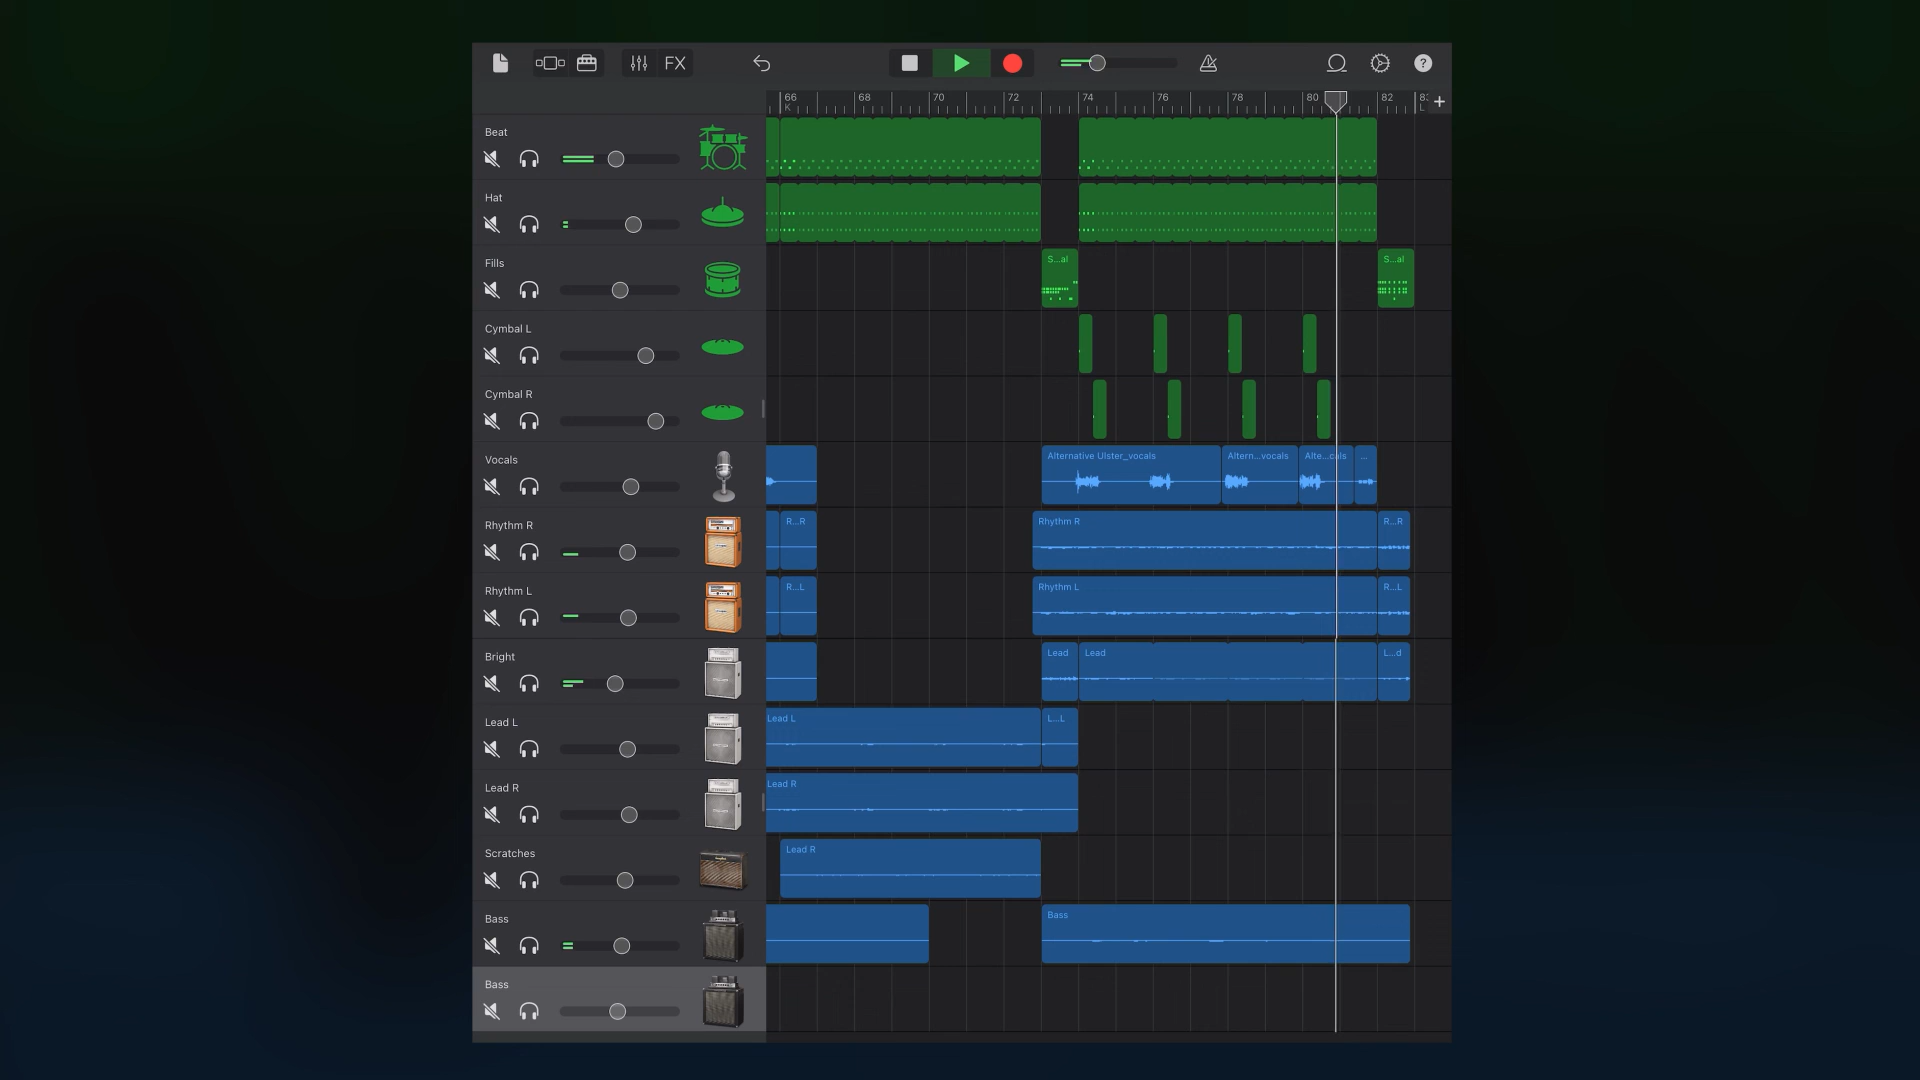 FX
?
66 68 70 72 74 76 78 80 82
K L
+
Beat
Hat
Fills
S...al S...al
Cymbal L
Cymbal R
Vocals
Alternative Ulster_vocals Altern...vocals Alte...cals ...
Rhythm R
R...R Rhythm R R...R
Rhythm L
R...L Rhythm L R...L
Bright
Lead Lead L...d
Lead L
Lead L L...L
Lead R
Lead R
Scratches
Lead R
Bass
Bass
Bass